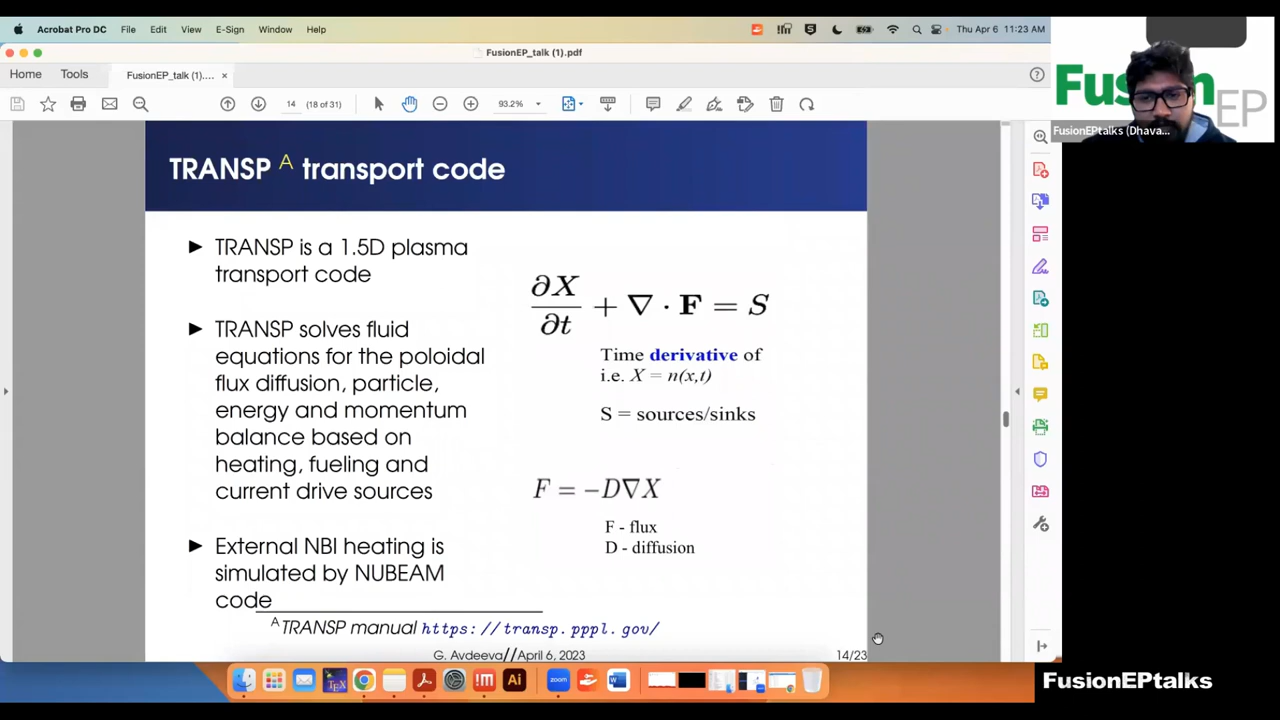 Acrobat Pro DC File Edit View E-Sign Window Help Thu Apr 6 11:23 AM
FusionEP_talk (1).pdf
Home Tools FusionEP_talk (1).... ×
14 (18 of 31) 93.2%
Fusion
EP
FusionEPtalks (Dhava...
TRANSP A transport code
► TRANSP is a 1.5D plasma
transport code
► TRANSP solves fluid
equations for the poloidal
flux diffusion, particle,
energy and momentum
balance based on
heating, fueling and
current drive sources
► External NBI heating is
simulated by NUBEAM
code
∂X/∂t + ∇ · F = S
Time derivative of
i.e. X = n(x,t)
S = sources/sinks
F = −D∇X
F - flux
D - diffusion
A TRANSP manual https://transp.pppl.gov/
G. Avdeeva//April 6, 2023
14/23
FusionEPtalks